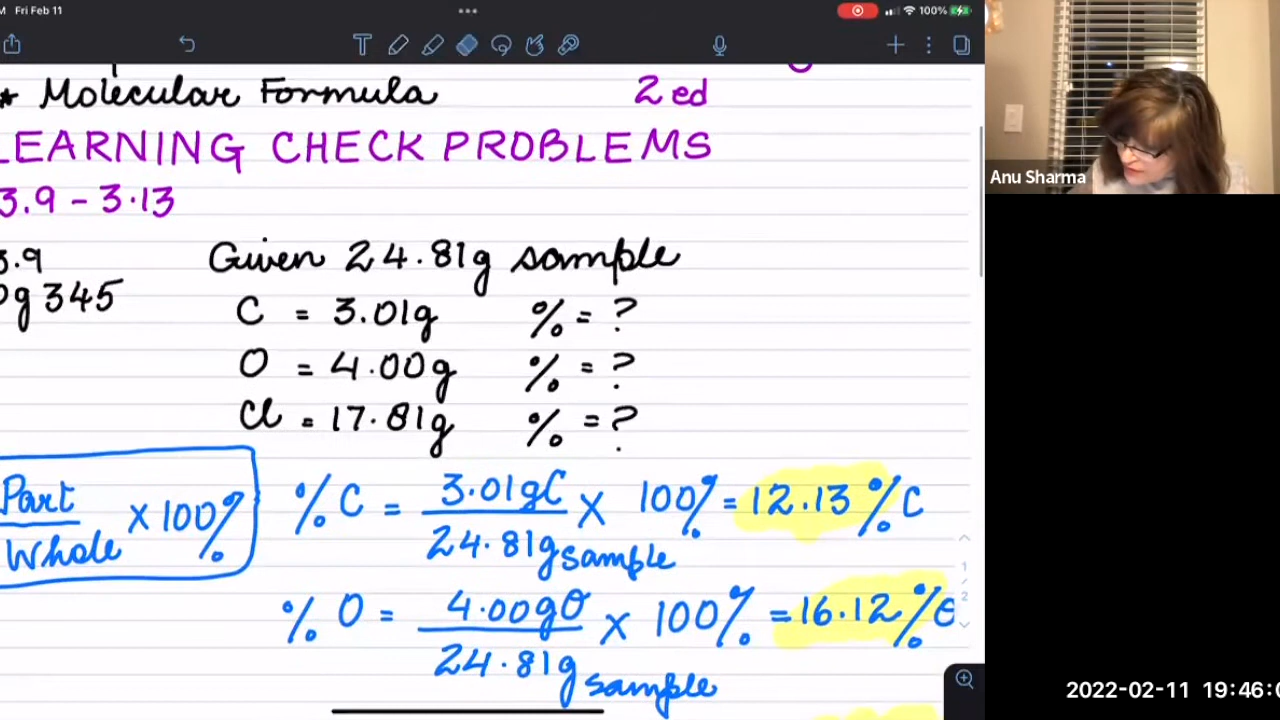 Fri Feb 11
100%
★ Molecular Formula 2 ed
LEARNING CHECK PROBLEMS
3.9 - 3.13
3.9 Given 24.81g sample
pg 345
C = 3.01g % = ?
O = 4.00g % = ?
Cl = 17.81g % = ?
Part / Whole x 100%
% C = 3.01gC / 24.81g sample x 100% = 12.13 % C
% O = 4.00gO / 24.81g sample x 100% = 16.12 % O
1 / 2
Anu Sharma
2022-02-11 19:46:0